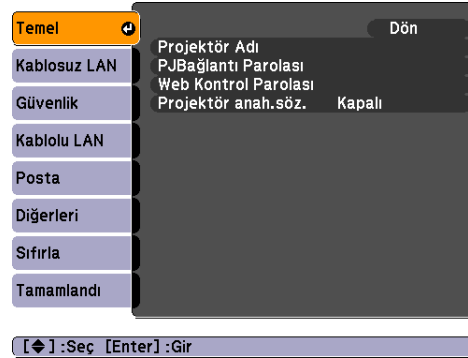 Temel
Kablosuz LAN
Güvenlik
Kablolu LAN
Posta
Diğerleri
Sıfırla
Tamamlandı
Dön
Projektör Adı
PJBağlantı Parolası
Web Kontrol Parolası
Projektör anah.söz. Kapalı
[◆] :Seç [Enter] :Gir